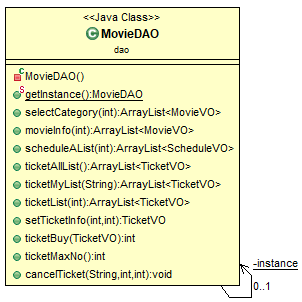 <<Java Class>>
MovieDAO
dao
MovieDAO()
getInstance():MovieDAO
selectCategory(int):ArrayList<MovieVO>
movieInfo(int):ArrayList<MovieVO>
scheduleAList(int):ArrayList<ScheduleVO>
ticketAllList():ArrayList<TicketVO>
ticketMyList(String):ArrayList<TicketVO>
ticketList(int):ArrayList<TicketVO>
setTicketInfo(int,int):TicketVO
ticketBuy(TicketVO):int
ticketMaxNo():int
cancelTicket(String,int,int):void
-instance
0..1